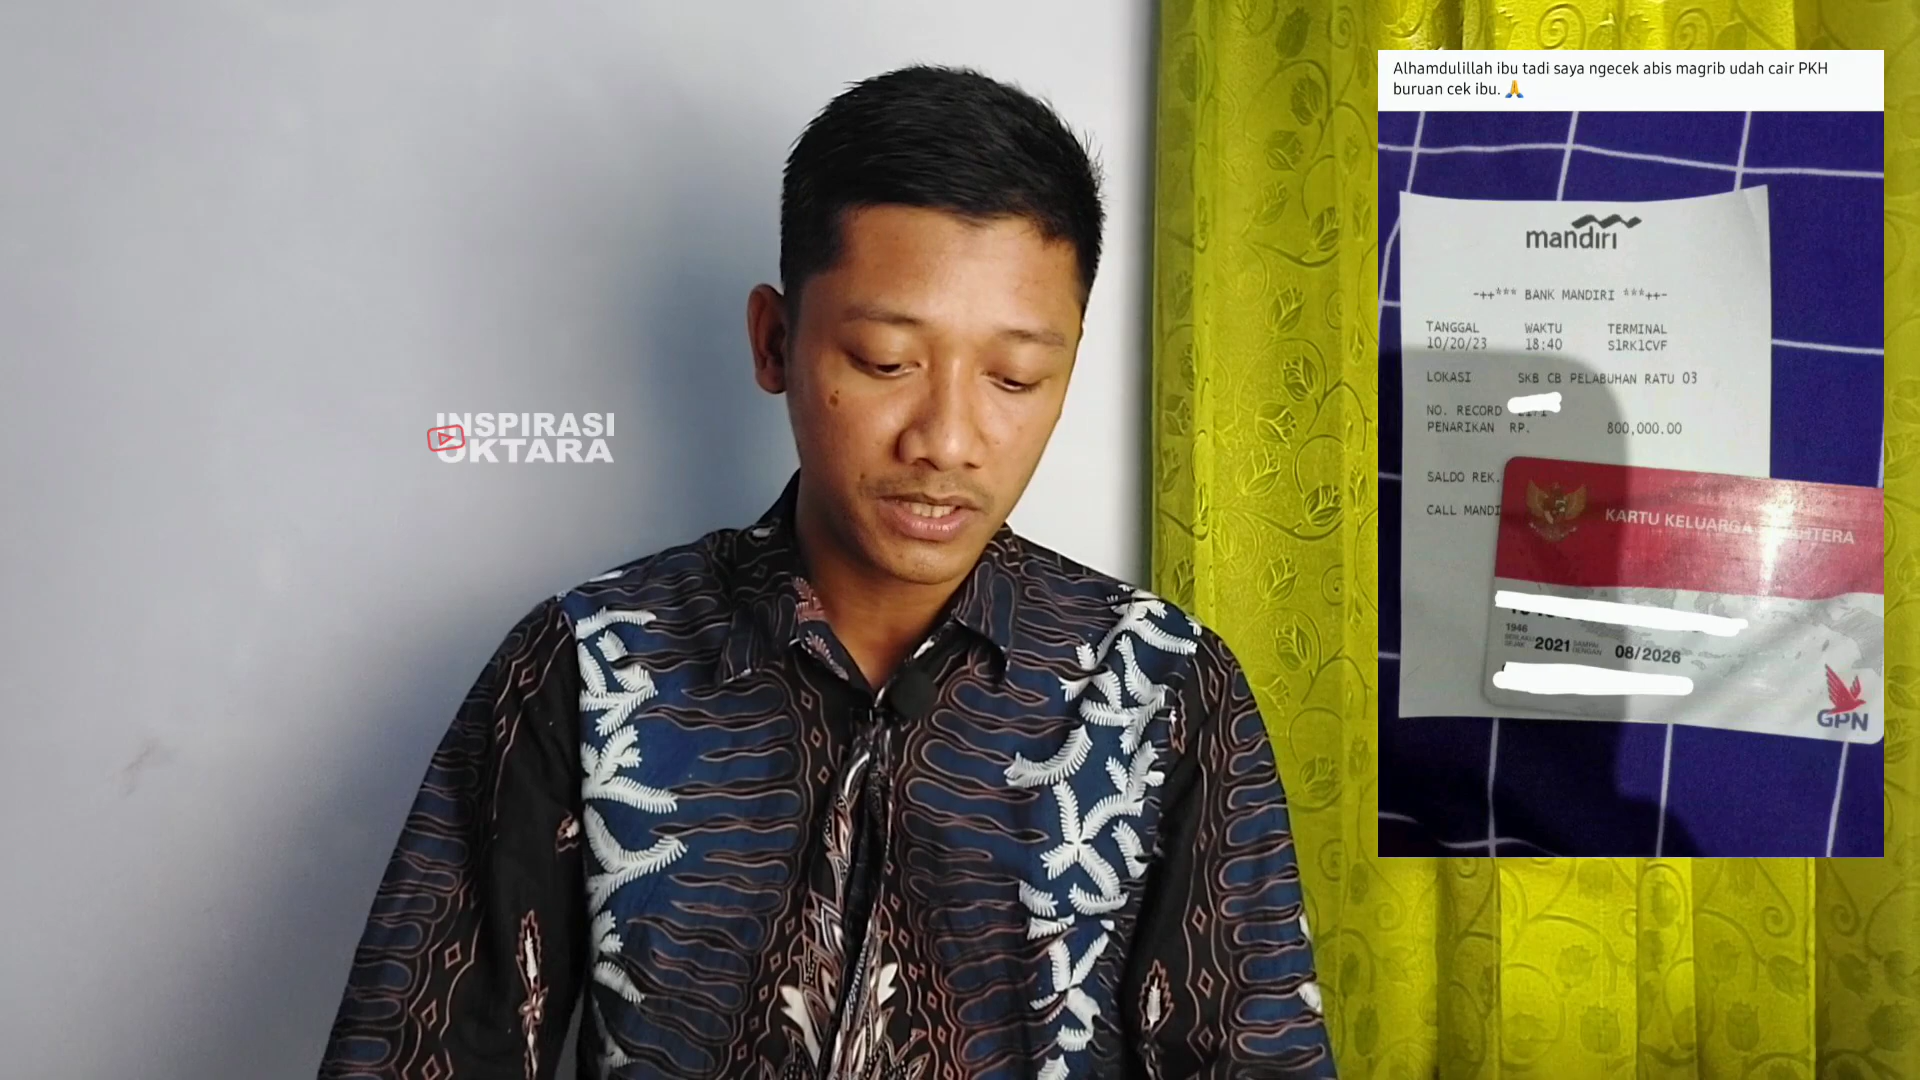 INSPIRASI
UKTARA
Alhamdulillah ibu tadi saya ngecek abis magrib udah cair PKH
buruan cek ibu. 🙏
mandiri
-++*** BANK MANDIRI ***++-
TANGGAL WAKTU TERMINAL
10/20/23 18:40 S1RK1CVF
LOKASI SKB CB PELABUHAN RATU 03
NO. RECORD
PENARIKAN RP. 800,000.00
SALDO REK.
CALL MANDI
KARTU KELUARGA
1946
2021 08/2026
GPN